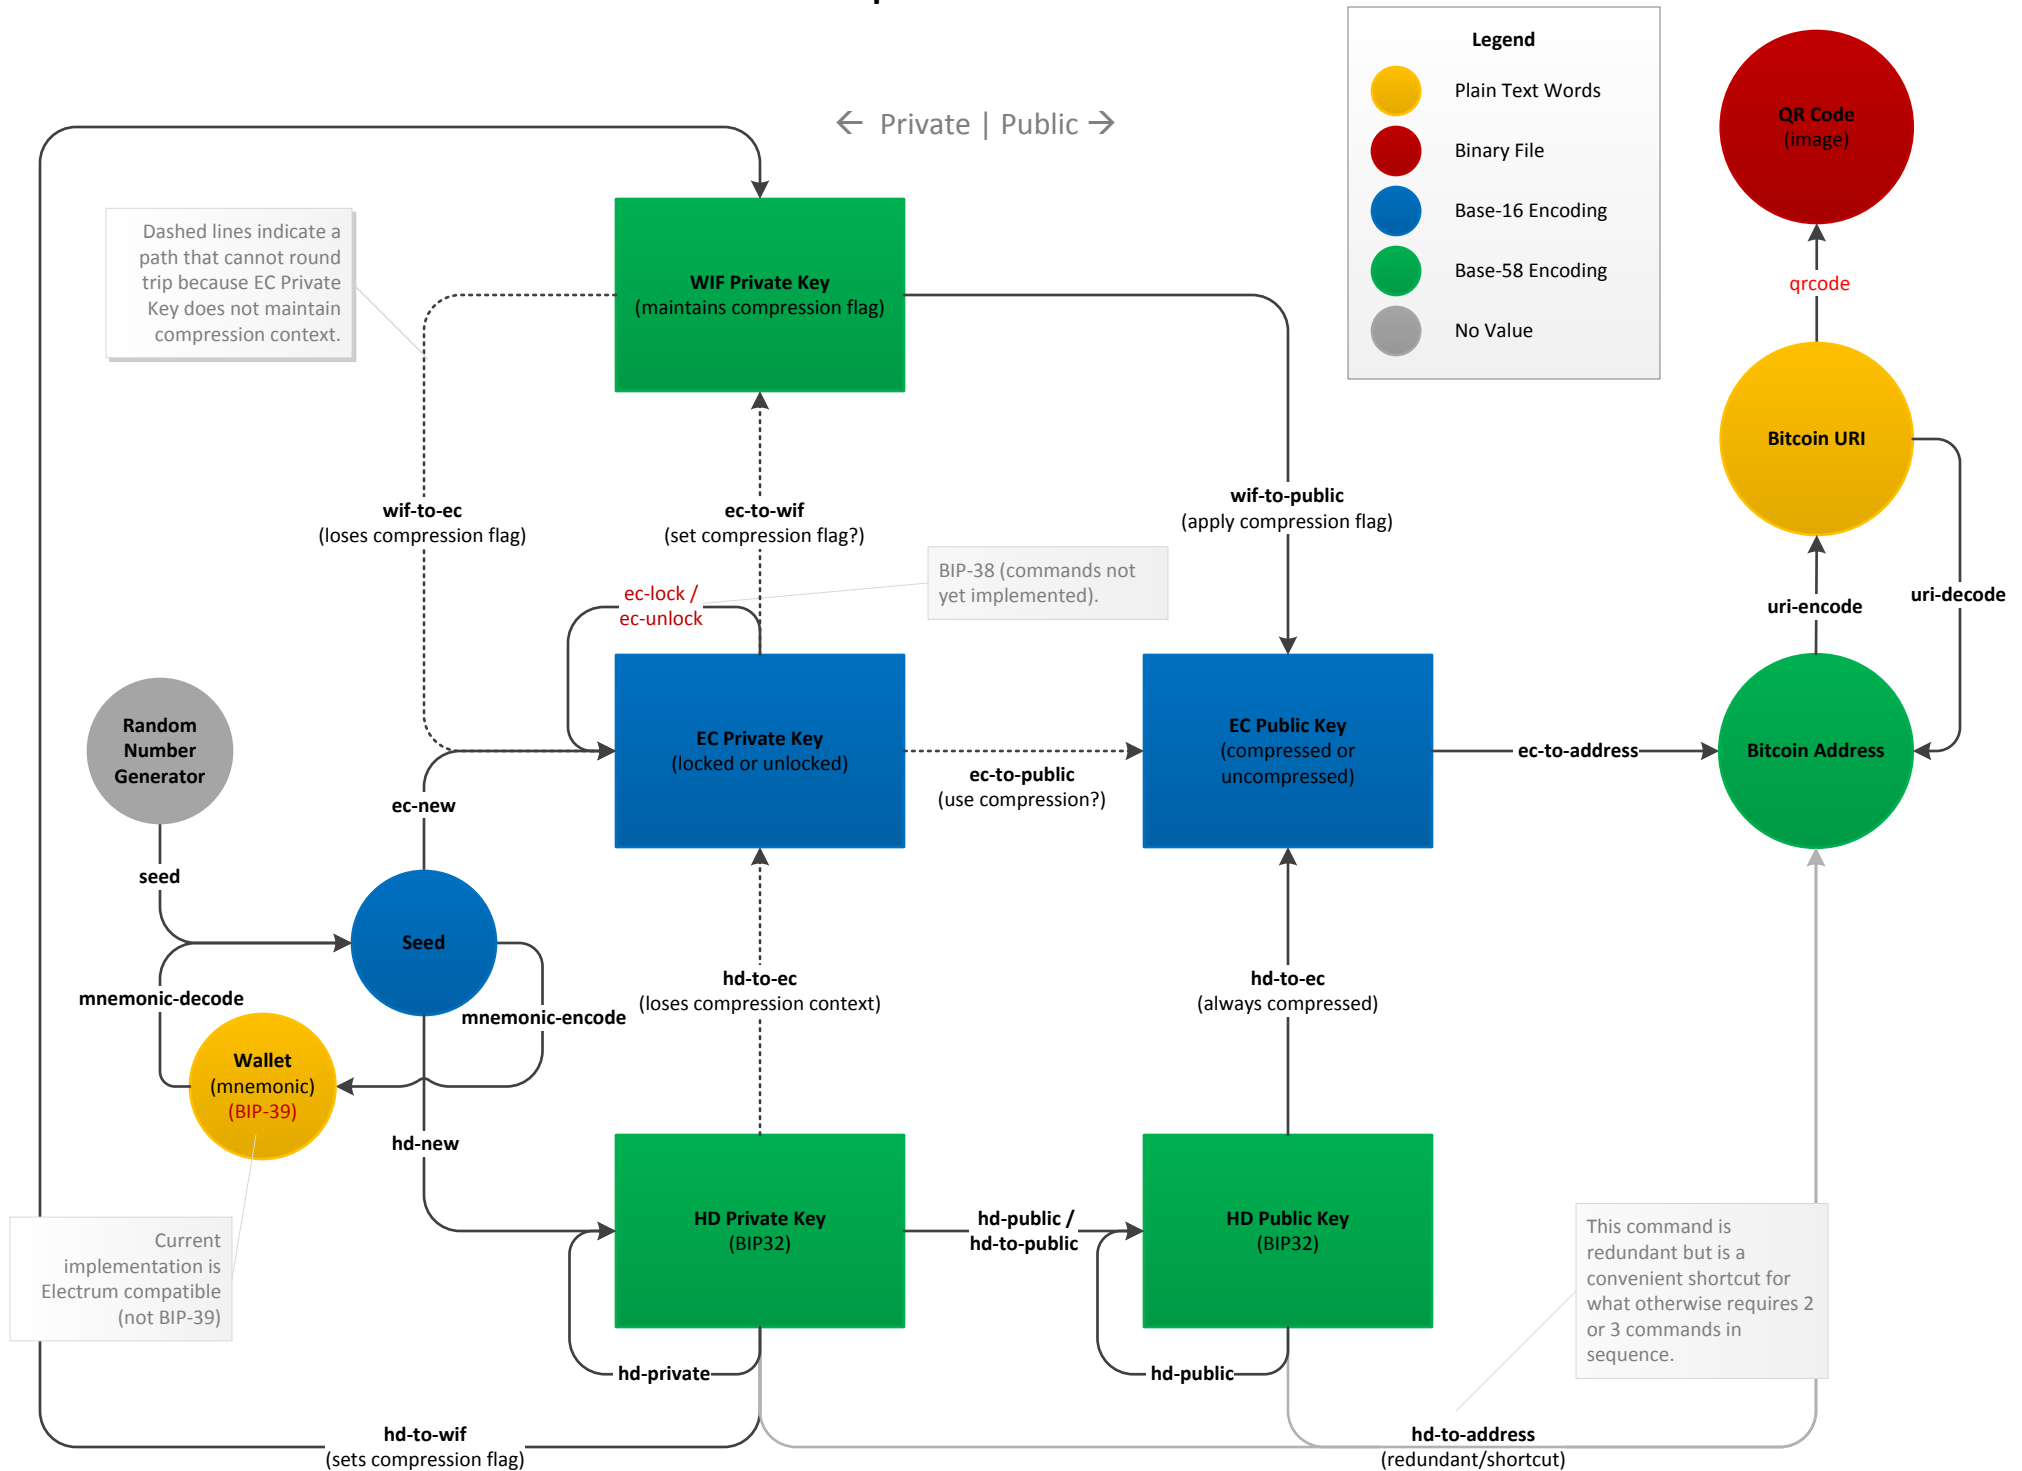 Legend
Plain Text Words
Binary File
Base-16 Encoding
Base-58 Encoding
No Value
← Private | Public →
QR Code
(image)
qrcode
Bitcoin URI
uri-encode
uri-decode
Bitcoin Address
Dashed lines indicate a
path that cannot round
trip because EC Private
Key does not maintain
compression context.
WIF Private Key
(maintains compression flag)
wif-to-ec
(loses compression flag)
ec-to-wif
(set compression flag?)
wif-to-public
(apply compression flag)
BIP-38 (commands not
yet implemented).
ec-lock /
ec-unlock
Random
Number
Generator
EC Private Key
(locked or unlocked)
ec-to-public
(use compression?)
EC Public Key
(compressed or
uncompressed)
ec-to-address
ec-new
seed
Seed
mnemonic-decode
mnemonic-encode
Wallet
(mnemonic)
(BIP-39)
hd-to-ec
(loses compression context)
hd-to-ec
(always compressed)
hd-new
Current
implementation is
Electrum compatible
(not BIP-39)
HD Private Key
(BIP32)
hd-public /
hd-to-public
HD Public Key
(BIP32)
This command is
redundant but is a
convenient shortcut for
what otherwise requires 2
or 3 commands in
sequence.
hd-private
hd-public
hd-to-wif
(sets compression flag)
hd-to-address
(redundant/shortcut)